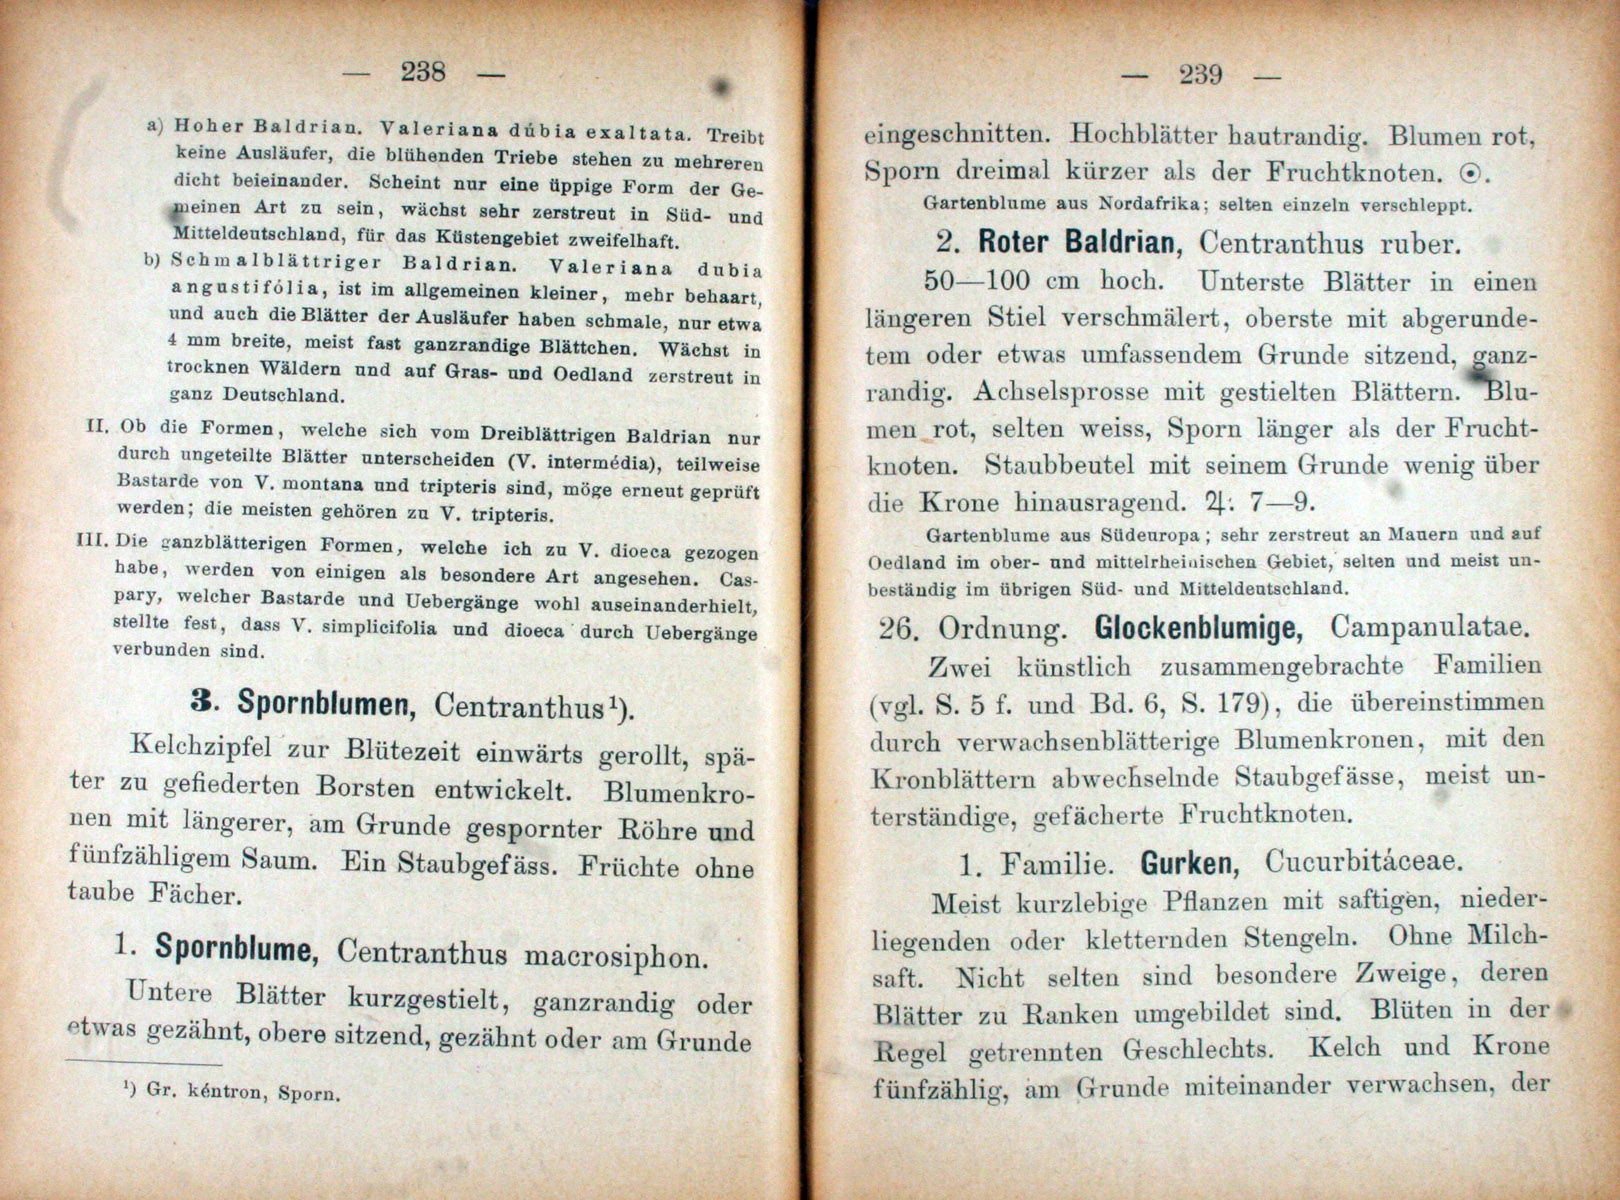 — 238 —
a) Hoher Baldrian. Valeriana dúbia exaltata. Treibt
keine Ausläufer, die blühenden Triebe stehen zu mehreren
dicht beieinander. Scheint nur eine üppige Form der Ge-
meinen Art zu sein, wächst sehr zerstreut in Süd- und
Mitteldeutschland, für das Küstengebiet zweifelhaft.
b) Schmalblättriger Baldrian. Valeriana dubia
angustifólia, ist im allgemeinen kleiner, mehr behaart,
und auch die Blätter der Ausläufer haben schmale, nur etwa
4 mm breite, meist fast ganzrandige Blättchen. Wächst in
trocknen Wäldern und auf Gras- und Oedland zerstreut in
ganz Deutschland.
II. Ob die Formen, welche sich vom Dreiblättrigen Baldrian nur
durch ungeteilte Blätter unterscheiden (V. intermédia), teilweise
Bastarde von V. montana und tripteris sind, möge erneut geprüft
werden; die meisten gehören zu V. tripteris.
III. Die ganzblätterigen Formen, welche ich zu V. dioeca gezogen
habe, werden von einigen als besondere Art angesehen. Cas-
pary, welcher Bastarde und Uebergänge wohl auseinanderhielt,
stellte fest, dass V. simplicifolia und dioeca durch Uebergänge
verbunden sind.
3. Spornblumen, Centranthus¹).
Kelchzipfel zur Blütezeit einwärts gerollt, spä-
ter zu gefiederten Borsten entwickelt. Blumenkro-
nen mit längerer, am Grunde gespornter Röhre und
fünfzähligem Saum. Ein Staubgefäss. Früchte ohne
taube Fächer.
1. Spornblume, Centranthus macrosiphon.
Untere Blätter kurzgestielt, ganzrandig oder
etwas gezähnt, obere sitzend, gezähnt oder am Grunde
¹) Gr. kéntron, Sporn.
— 239 —
eingeschnitten. Hochblätter hautrandig. Blumen rot,
Sporn dreimal kürzer als der Fruchtknoten. ☉.
Gartenblume aus Nordafrika; selten einzeln verschleppt.
2. Roter Baldrian, Centranthus ruber.
50—100 cm hoch. Unterste Blätter in einen
längeren Stiel verschmälert, oberste mit abgerunde-
tem oder etwas umfassendem Grunde sitzend, ganz-
randig. Achselsprosse mit gestielten Blättern. Blu-
men rot, selten weiss, Sporn länger als der Frucht-
knoten. Staubbeutel mit seinem Grunde wenig über
die Krone hinausragend. ♃. 7—9.
Gartenblume aus Südeuropa; sehr zerstreut an Mauern und auf
Oedland im ober- und mittelrheinischen Gebiet, selten und meist un-
beständig im übrigen Süd- und Mitteldeutschland.
26. Ordnung. Glockenblumige, Campanulatae.
Zwei künstlich zusammengebrachte Familien
(vgl. S. 5 f. und Bd. 6, S. 179), die übereinstimmen
durch verwachsenblätterige Blumenkronen, mit den
Kronblättern abwechselnde Staubgefässe, meist un-
terständige, gefächerte Fruchtknoten.
1. Familie. Gurken, Cucurbitáceae.
Meist kurzlebige Pflanzen mit saftigen, nieder-
liegenden oder kletternden Stengeln. Ohne Milch-
saft. Nicht selten sind besondere Zweige, deren
Blätter zu Ranken umgebildet sind. Blüten in der
Regel getrennten Geschlechts. Kelch und Krone
fünfzählig, am Grunde miteinander verwachsen, der